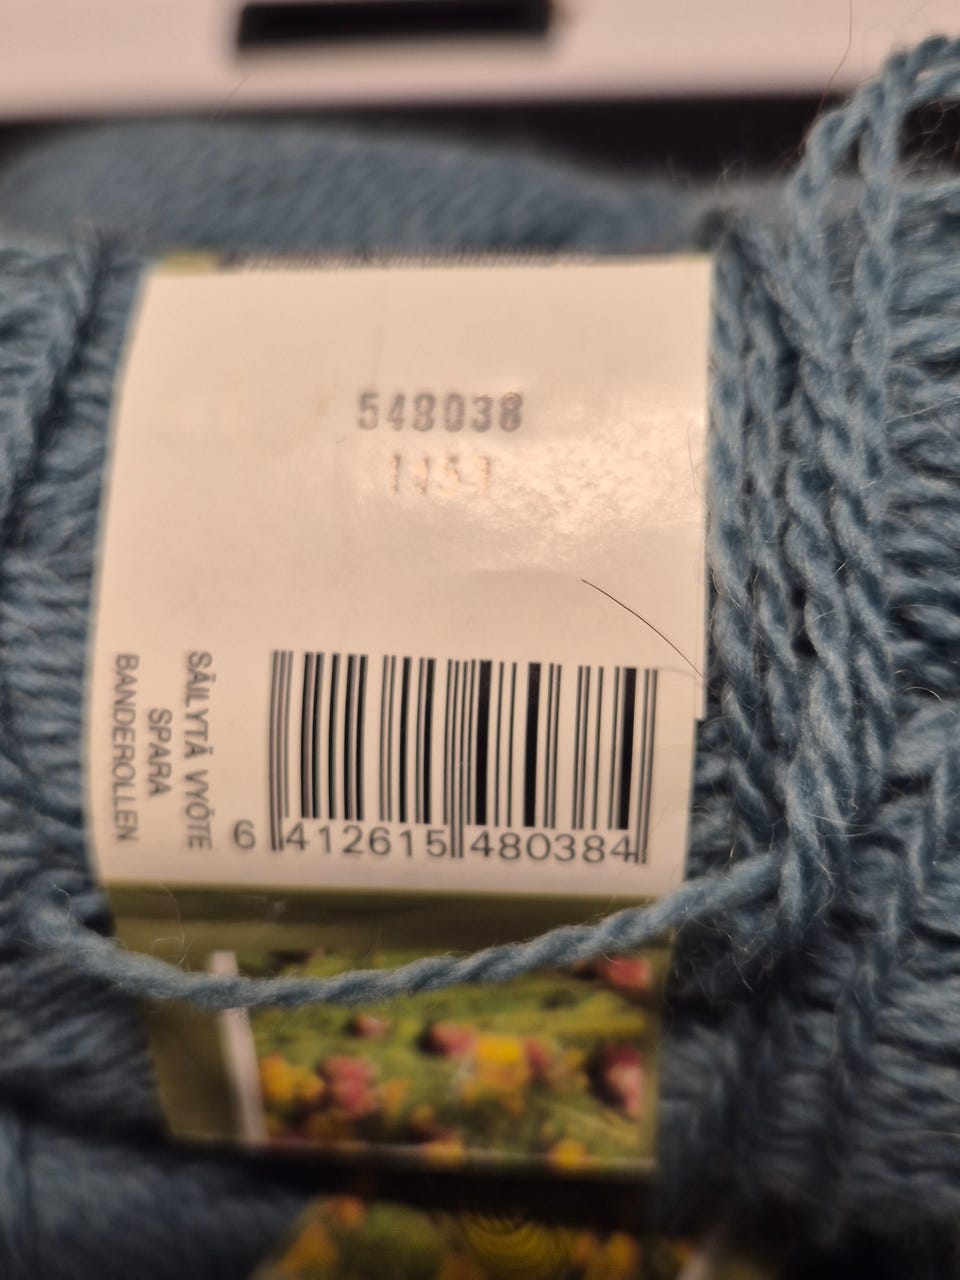 548038
SÄILYTÄ VYÖTE
SPARA
BANDEROLLEN
6 412615 480384